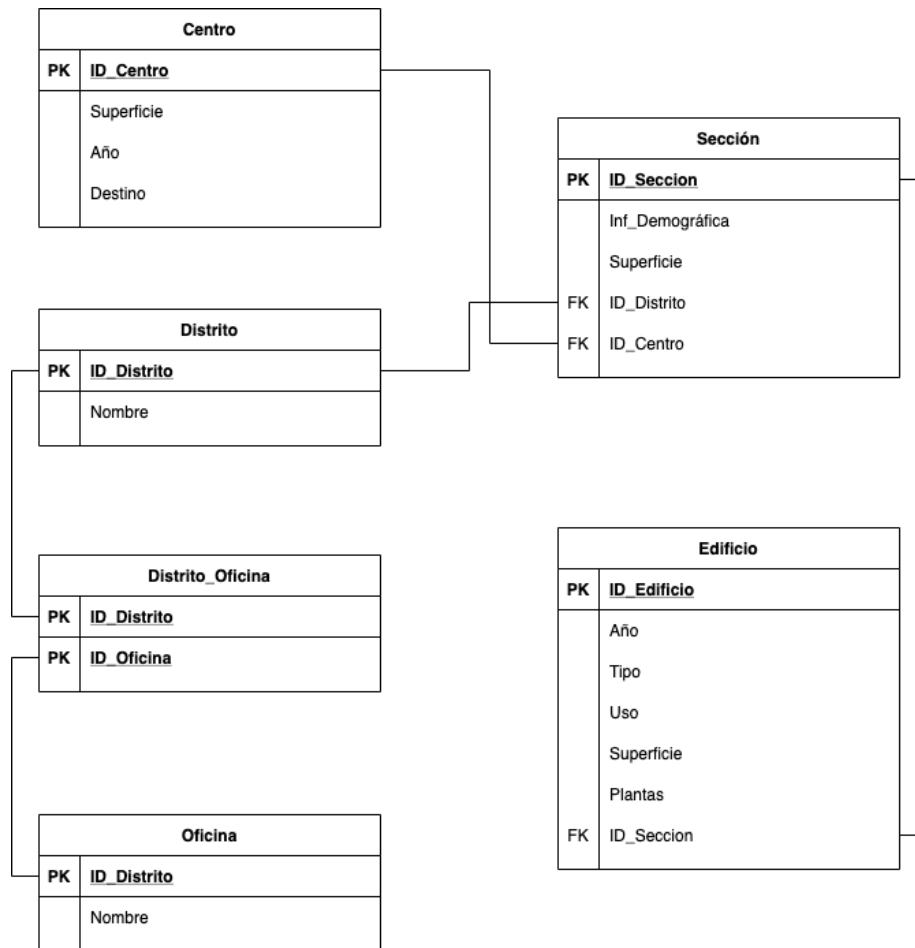 Centro
PK ID_Centro
Superficie
Año
Destino
Sección
PK ID_Seccion
Inf_Demográfica
Superficie
FK ID_Distrito
FK ID_Centro
Distrito
PK ID_Distrito
Nombre
Distrito_Oficina
PK ID_Distrito
PK ID_Oficina
Edificio
PK ID_Edificio
Año
Tipo
Uso
Superficie
Plantas
FK ID_Seccion
Oficina
PK ID_Distrito
Nombre